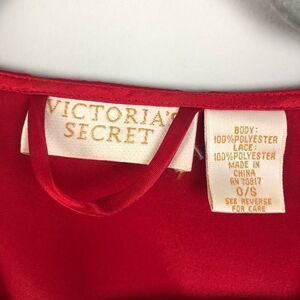 VICTORIA'S
SECRET
BODY:
100% POLYESTER
LACE:
100% POLYESTER
MADE IN
CHINA
RN 70817
O/S
SEE REVERSE
FOR CARE